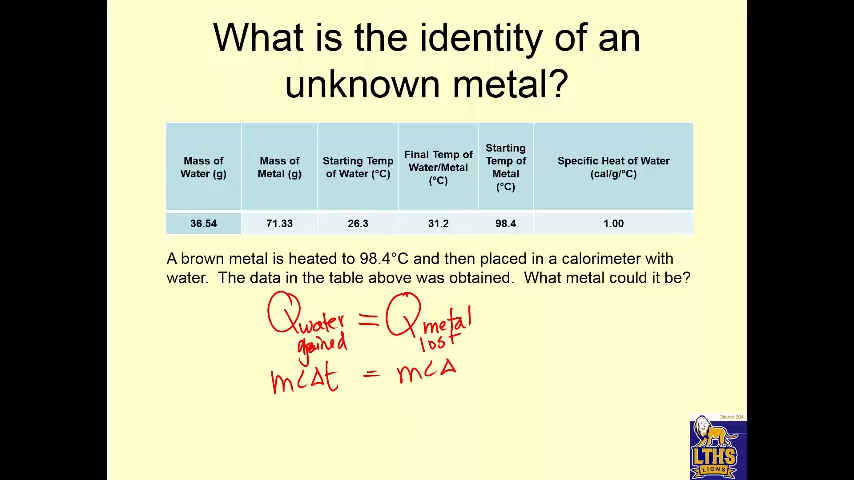 What is the identity of an
unknown metal?
Mass of Water (g) Mass of Metal (g) Starting Temp of Water (°C) Final Temp of Water/Metal (°C) Starting Temp of Metal (°C) Specific Heat of Water (cal/g/°C)
36.54 71.33 26.3 31.2 98.4 1.00
A brown metal is heated to 98.4°C and then placed in a calorimeter with
water. The data in the table above was obtained. What metal could it be?
Qwater = Qmetal
gained lost
mcΔt = mcΔ
District 204
LTHS
LIONS